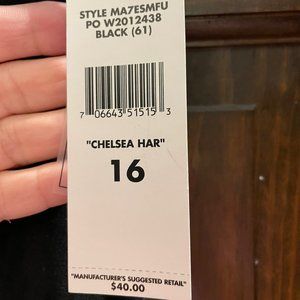 STYLE MA7ESMFU
PO W2012438
BLACK (61)
7 06643 51515 3
"CHELSEA HAR"
16
"MANUFACTURER'S SUGGESTED RETAIL"
$40.00